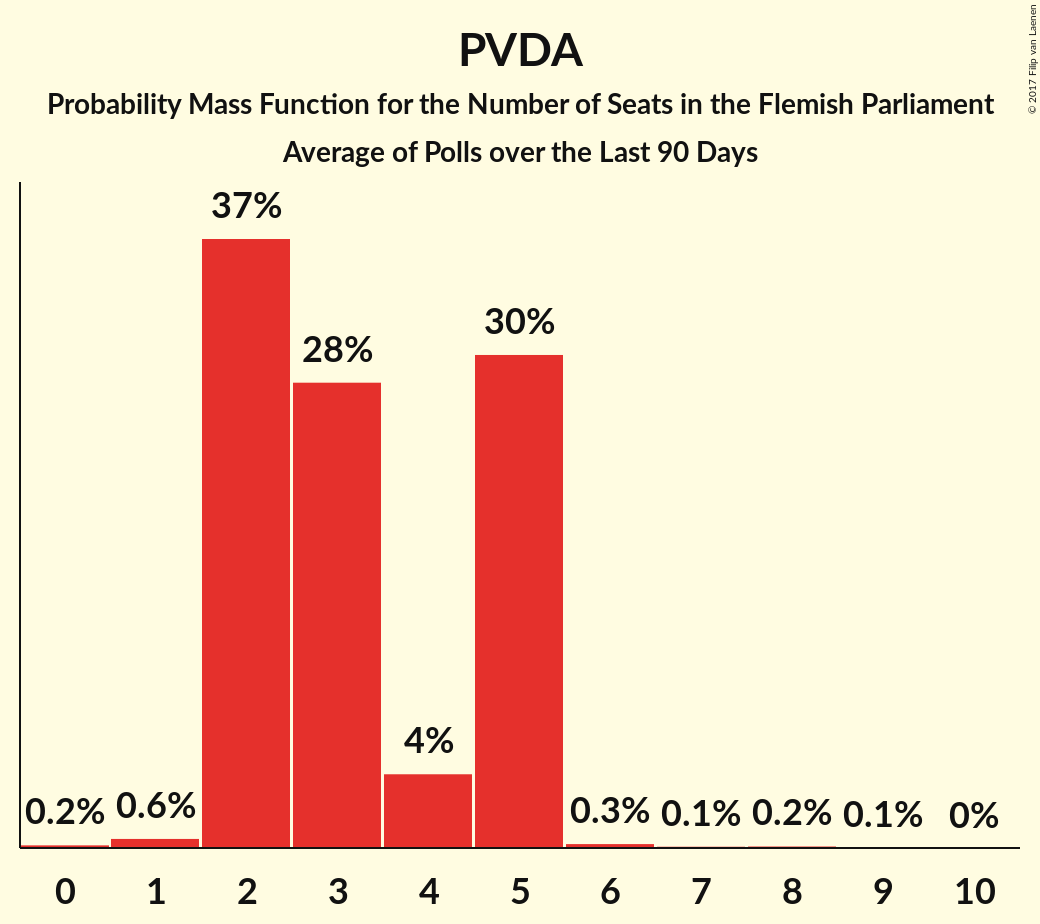 PVDA
Probability Mass Function for the Number of Seats in the Flemish Parliament
Average of Polls over the Last 90 Days
© 2017 Filip van Laenen
37%
30%
28%
4%
0.2% 0.6% 0.3% 0.1% 0.2% 0.1% 0%
0 1 2 3 4 5 6 7 8 9 10